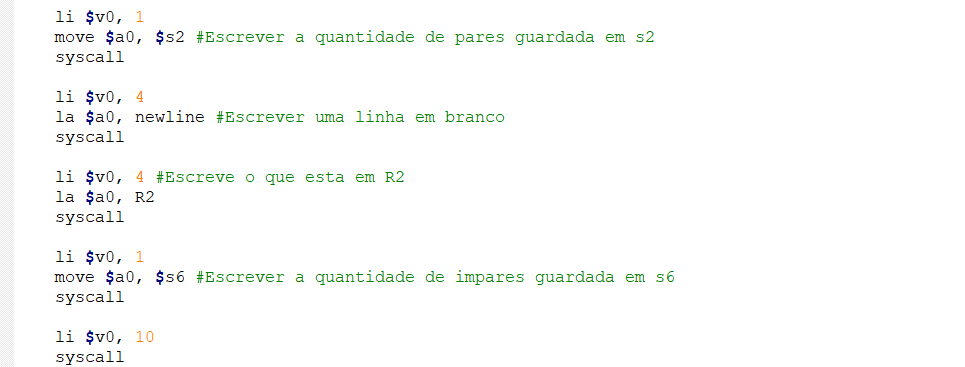 li $v0, 1
move $a0, $s2 #Escrever a quantidade de pares guardada em s2
syscall
li $v0, 4
la $a0, newline #Escrever uma linha em branco
syscall
li $v0, 4 #Escreve o que esta em R2
la $a0, R2
syscall
li $v0, 1
move $a0, $s6 #Escrever a quantidade de impares guardada em s6
syscall
li $v0, 10
syscall